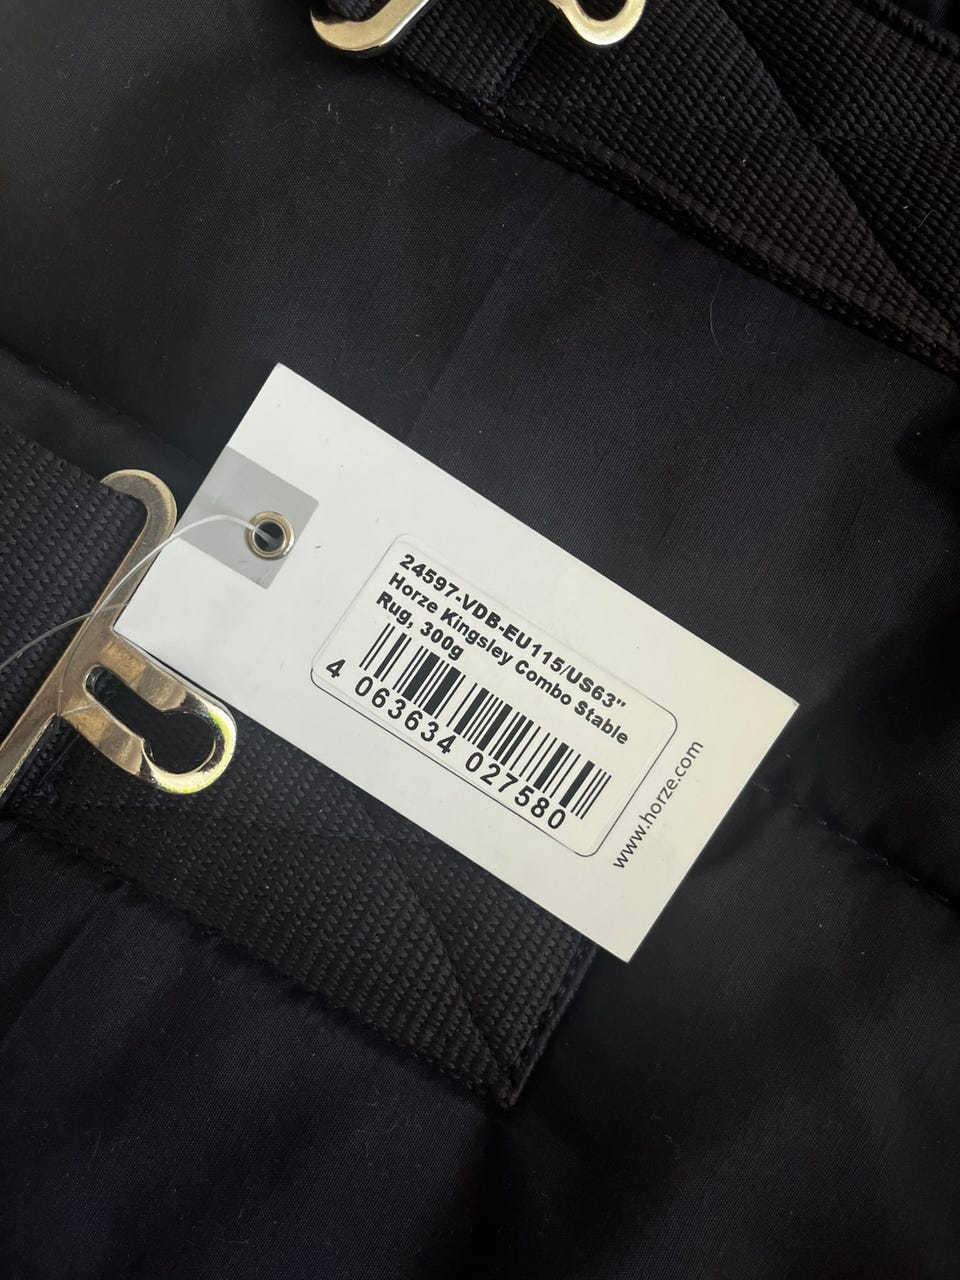 24597-VDB-EU115/US63"
Horze Kingsley Combo Stable
Rug, 300g
4 063634 027580
www.horze.com